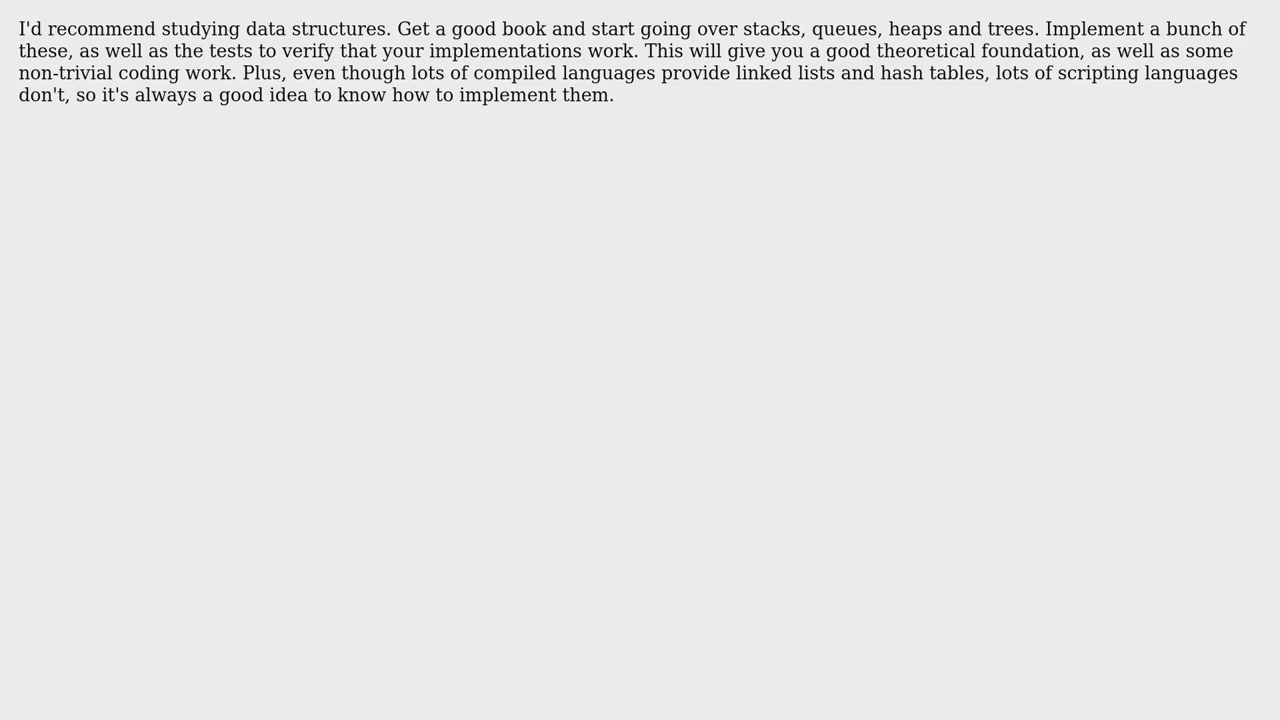 I'd recommend studying data structures. Get a good book and start going over stacks, queues, heaps and trees. Implement a bunch of
these, as well as the tests to verify that your implementations work. This will give you a good theoretical foundation, as well as some
non-trivial coding work. Plus, even though lots of compiled languages provide linked lists and hash tables, lots of scripting languages
don't, so it's always a good idea to know how to implement them.